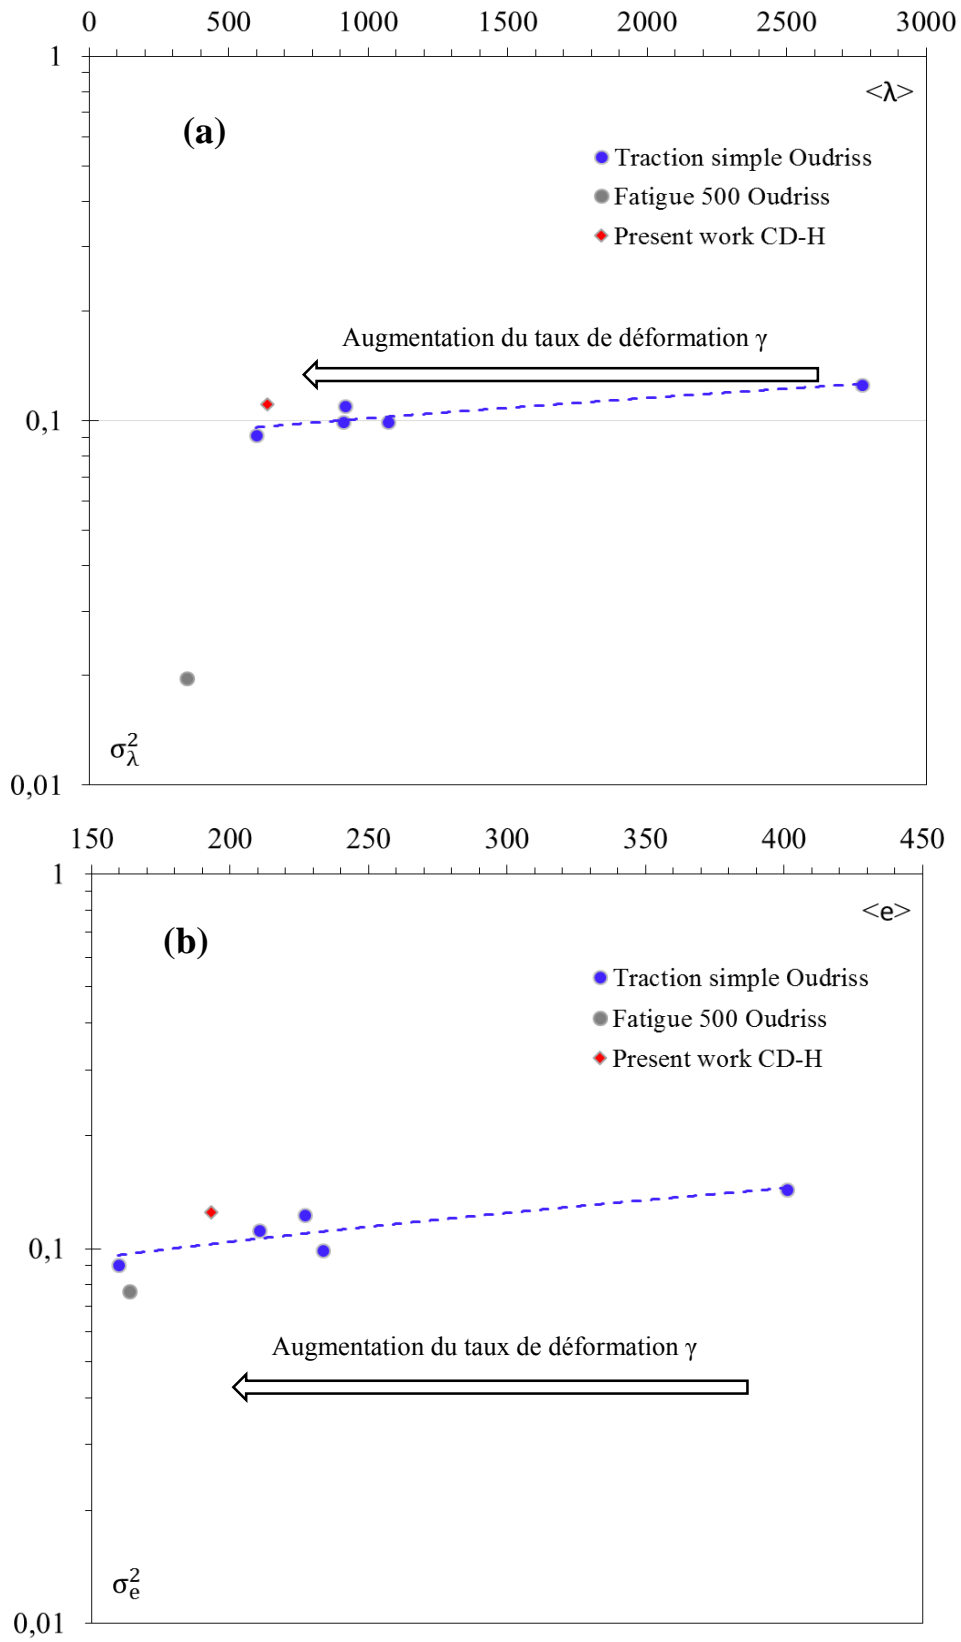 0 500 1000 1500 2000 2500 3000
1
<λ>
(a)
Traction simple Oudriss
Fatigue 500 Oudriss
Present work CD-H
Augmentation du taux de déformation γ
0,1
σ²λ
0,01
150 200 250 300 350 400 450
1
<e>
(b)
Traction simple Oudriss
Fatigue 500 Oudriss
Present work CD-H
0,1
Augmentation du taux de déformation γ
σ²e
0,01